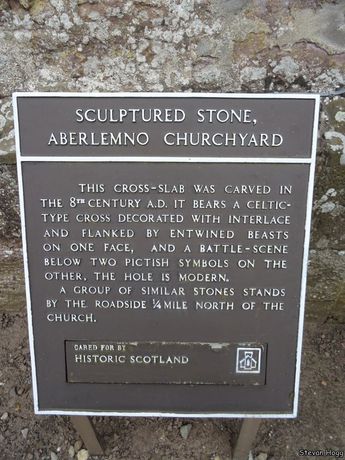 SCULPTURED STONE,
ABERLEMNO CHURCHYARD
THIS CROSS-SLAB WAS CARVED IN
THE 8TH CENTURY A.D. IT BEARS A CELTIC-
TYPE CROSS DECORATED WITH INTERLACE
AND FLANKED BY ENTWINED BEASTS
ON ONE FACE, AND A BATTLE-SCENE
BELOW TWO PICTISH SYMBOLS ON THE
OTHER. THE HOLE IS MODERN.
A GROUP OF SIMILAR STONES STANDS
BY THE ROADSIDE ¼ MILE NORTH OF THE
CHURCH.
CARED FOR BY
HISTORIC SCOTLAND
Stevan Hogg